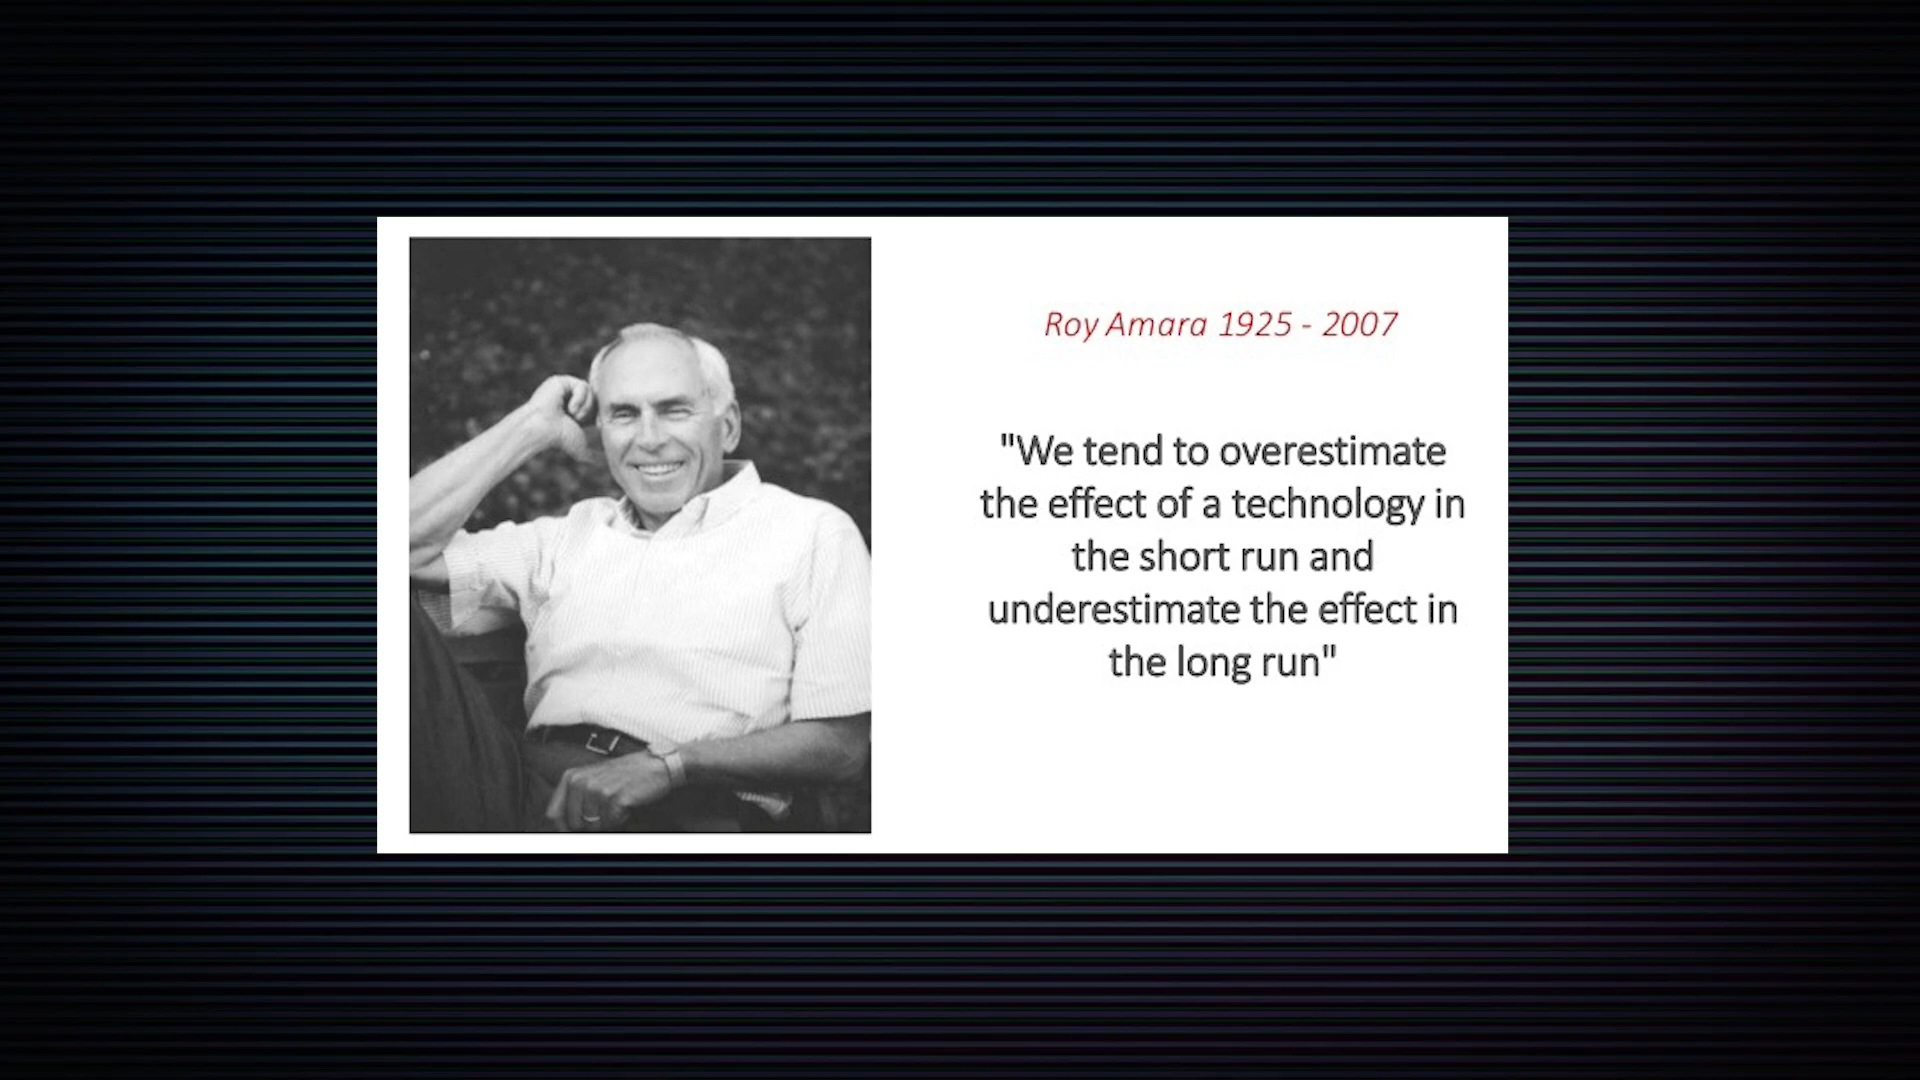 Roy Amara 1925 - 2007
"We tend to overestimate
the effect of a technology in
the short run and
underestimate the effect in
the long run"